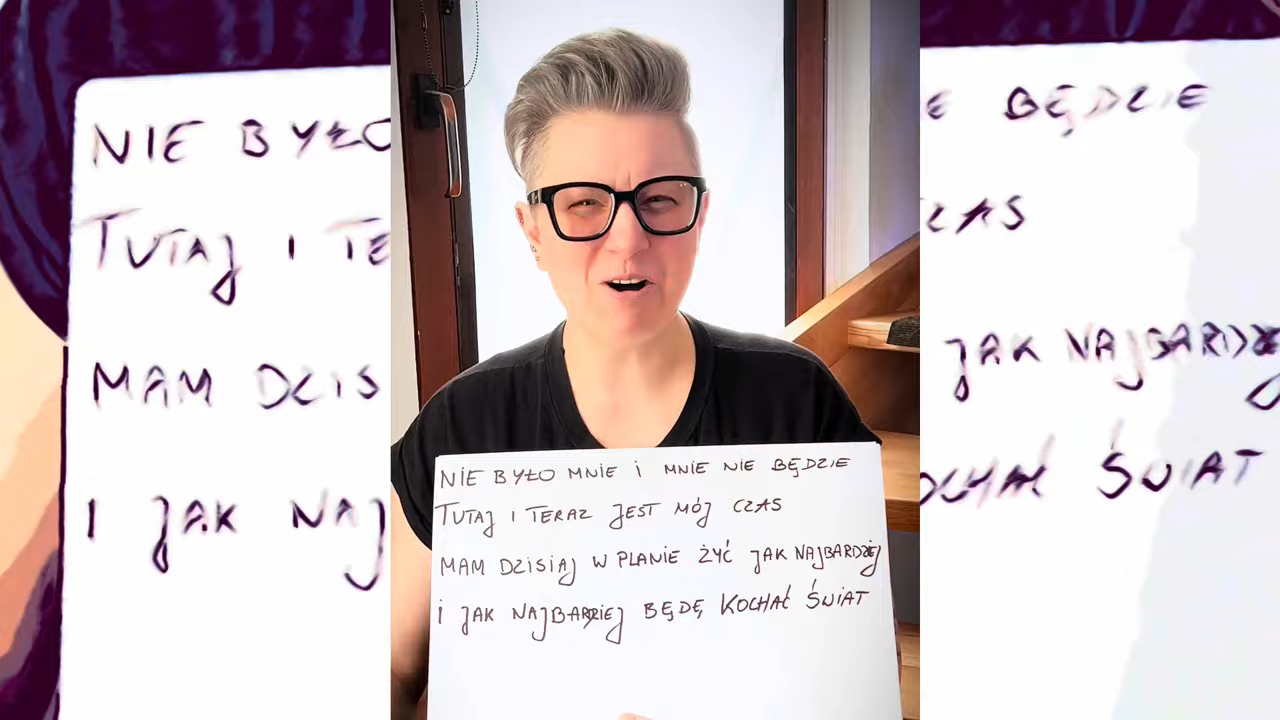 NIE BYŁO MNIE I MNIE NIE BĘDZIE
TUTAJ I TERAZ JEST MÓJ CZAS
MAM DZISIAJ W PLANIE ŻYĆ JAK NAJBARDZIEJ
I JAK NAJBARDZIEJ BĘDĘ KOCHAĆ ŚWIAT